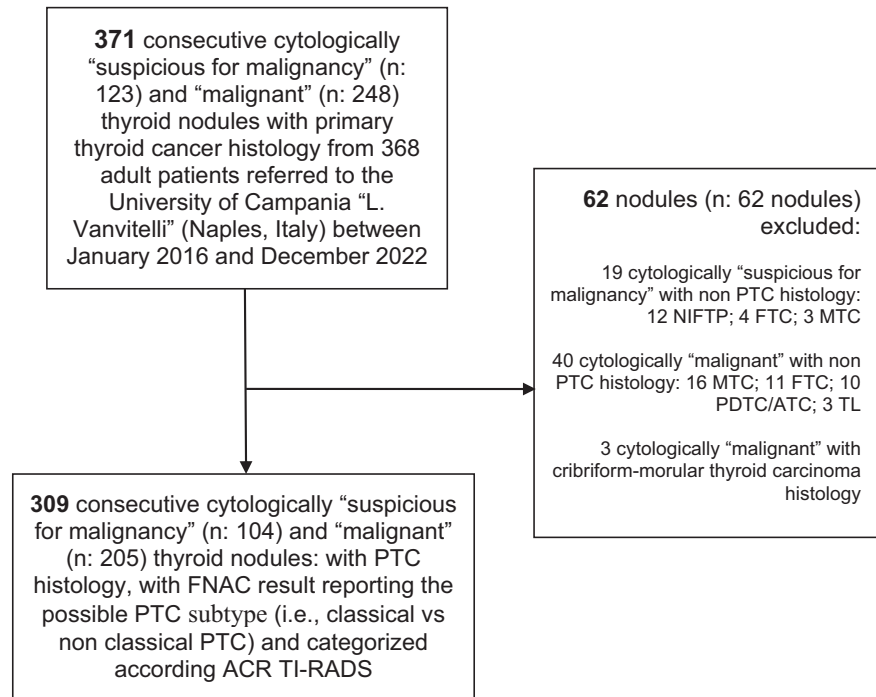 371 consecutive cytologically
“suspicious for malignancy” (n:
123) and “malignant” (n: 248)
thyroid nodules with primary
thyroid cancer histology from 368
adult patients referred to the
University of Campania “L.
Vanvitelli” (Naples, Italy) between
January 2016 and December 2022
62 nodules (n: 62 nodules)
excluded:
19 cytologically “suspicious for
malignancy” with non PTC histology:
12 NIFTP; 4 FTC; 3 MTC
40 cytologically “malignant” with non
PTC histology: 16 MTC; 11 FTC; 10
PDTC/ATC; 3 TL
3 cytologically “malignant” with
cribriform-morular thyroid carcinoma
histology
309 consecutive cytologically “suspicious
for malignancy” (n: 104) and “malignant”
(n: 205) thyroid nodules: with PTC
histology, with FNAC result reporting the
possible PTC subtype (i.e., classical vs
non classical PTC) and categorized
according ACR TI-RADS